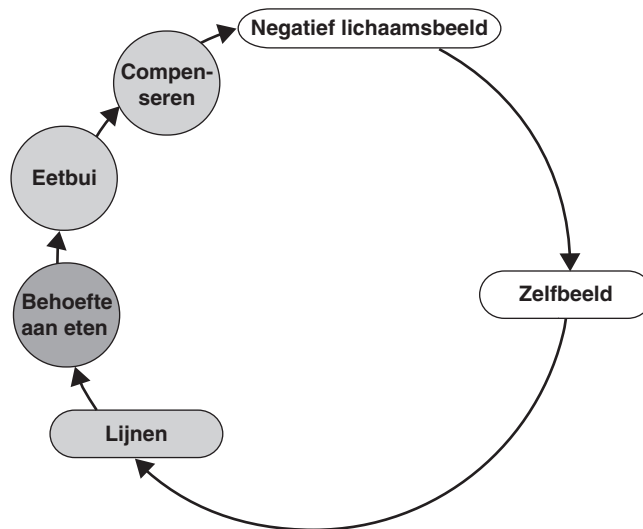 Negatief lichaamsbeeld
Compen-
seren
Eetbui
Zelfbeeld
Behoefte
aan eten
Lijnen